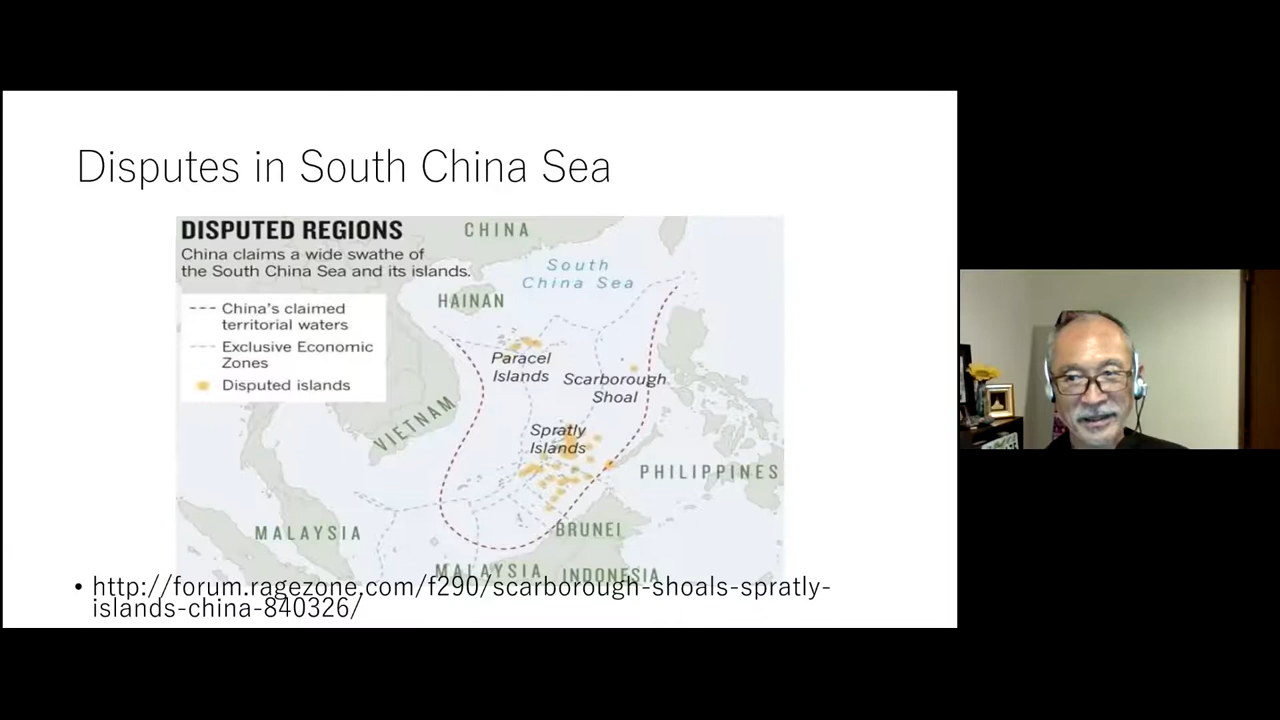 Disputes in South China Sea
DISPUTED REGIONS
China claims a wide swathe of
the South China Sea and its islands.
China's claimed
territorial waters
Exclusive Economic
Zones
Disputed islands
CHINA
South
China Sea
HAINAN
Paracel
Islands
Scarborough
Shoal
VIETNAM
Spratly
Islands
PHILIPPINES
MALAYSIA
BRUNEI
MALAYSIA
INDONESIA
• http://forum.ragezone.com/f290/scarborough-shoals-spratly-
islands-china-840326/